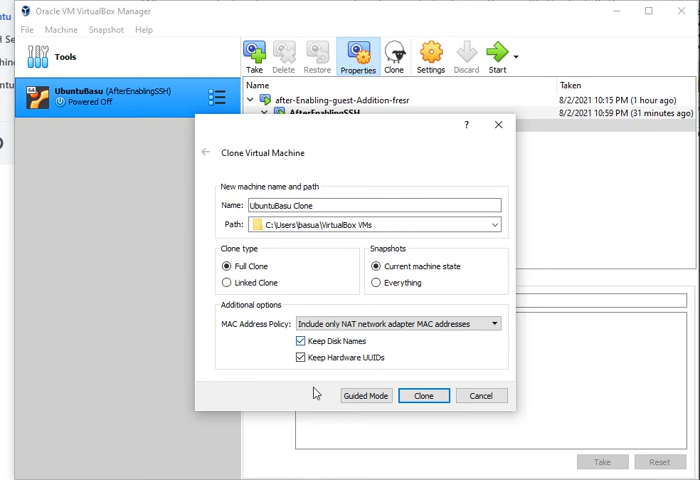 Oracle VM VirtualBox Manager
File Machine Snapshot Help
Tools
Take Delete Restore Properties Clone Settings Discard Start
Name Taken
after-Enabling-guest-Addition-fresr 8/2/2021 10:15 PM (1 hour ago)
AfterEnablingSSH 8/2/2021 10:59 PM (31 minutes ago)
64
UbuntuBasu (AfterEnablingSSH)
Powered Off
?
Clone Virtual Machine
New machine name and path
Name: UbuntuBasu Clone
Path: C:\Users\basua\VirtualBox VMs
Clone type
Full Clone
Linked Clone
Snapshots
Current machine state
Everything
Additional options
MAC Address Policy: Include only NAT network adapter MAC addresses
Keep Disk Names
Keep Hardware UUIDs
Guided Mode Clone Cancel
Take Reset